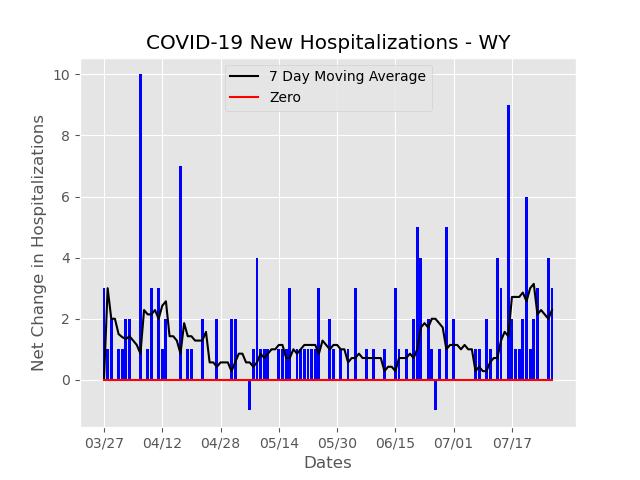 COVID-19 New Hospitalizations - WY
7 Day Moving Average
Zero
Net Change in Hospitalizations
10
8
6
4
2
0
03/27 04/12 04/28 05/14 05/30 06/15 07/01 07/17
Dates